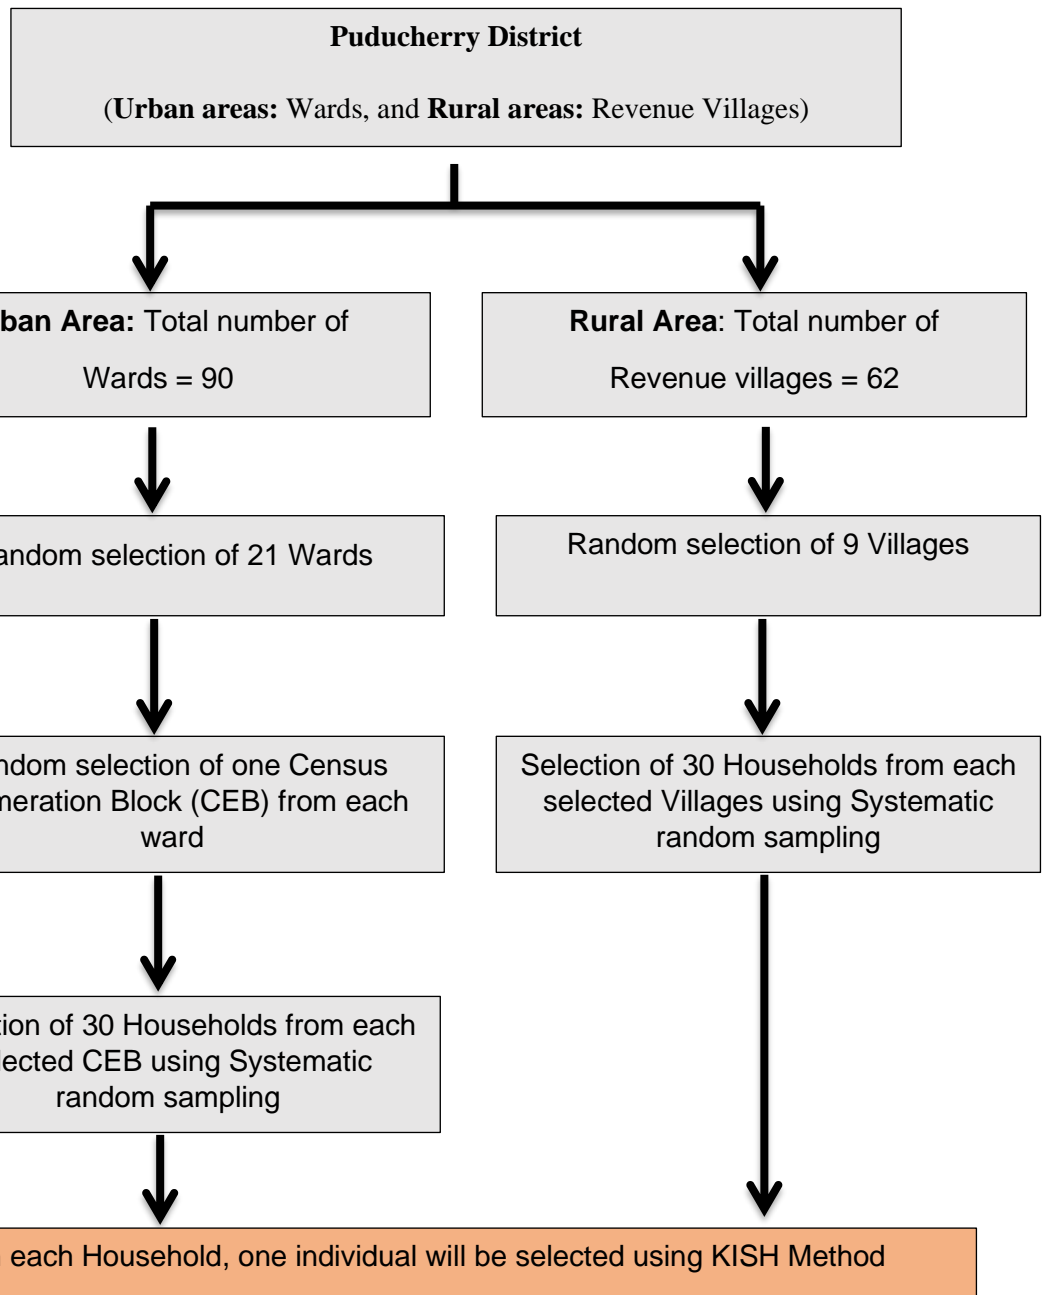 Puducherry District
(Urban areas: Wards, and Rural areas: Revenue Villages)
ban Area: Total number of
Wards = 90
Rural Area: Total number of
Revenue villages = 62
andom selection of 21 Wards
Random selection of 9 Villages
ndom selection of one Census
meration Block (CEB) from each
ward
Selection of 30 Households from each
selected Villages using Systematic
random sampling
tion of 30 Households from each
lected CEB using Systematic
random sampling
each Household, one individual will be selected using KISH Method